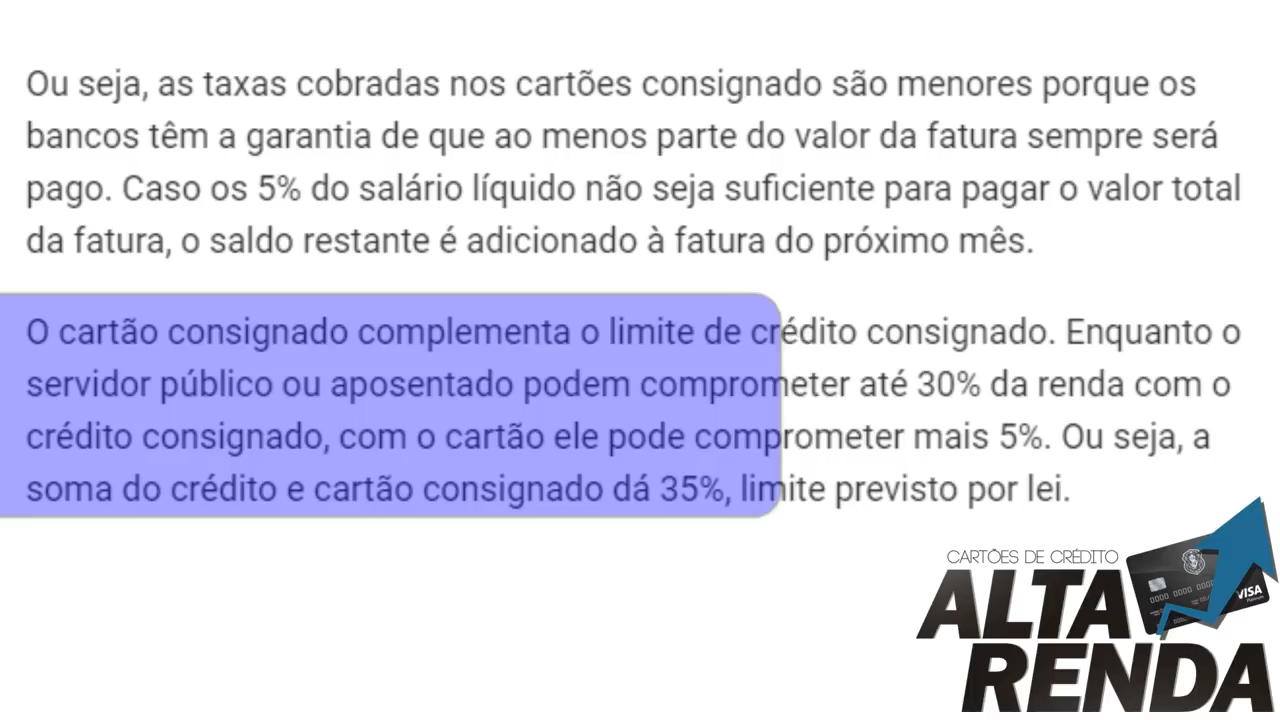 Ou seja, as taxas cobradas nos cartões consignado são menores porque os
bancos têm a garantia de que ao menos parte do valor da fatura sempre será
pago. Caso os 5% do salário líquido não seja suficiente para pagar o valor total
da fatura, o saldo restante é adicionado à fatura do próximo mês.
O cartão consignado complementa o limite de crédito consignado. Enquanto o
servidor público ou aposentado podem comprometer até 30% da renda com o
crédito consignado, com o cartão ele pode comprometer mais 5%. Ou seja, a
soma do crédito e cartão consignado dá 35%, limite previsto por lei.
CARTÕES DE CRÉDITO
ALTA
RENDA
VISA
Platinum